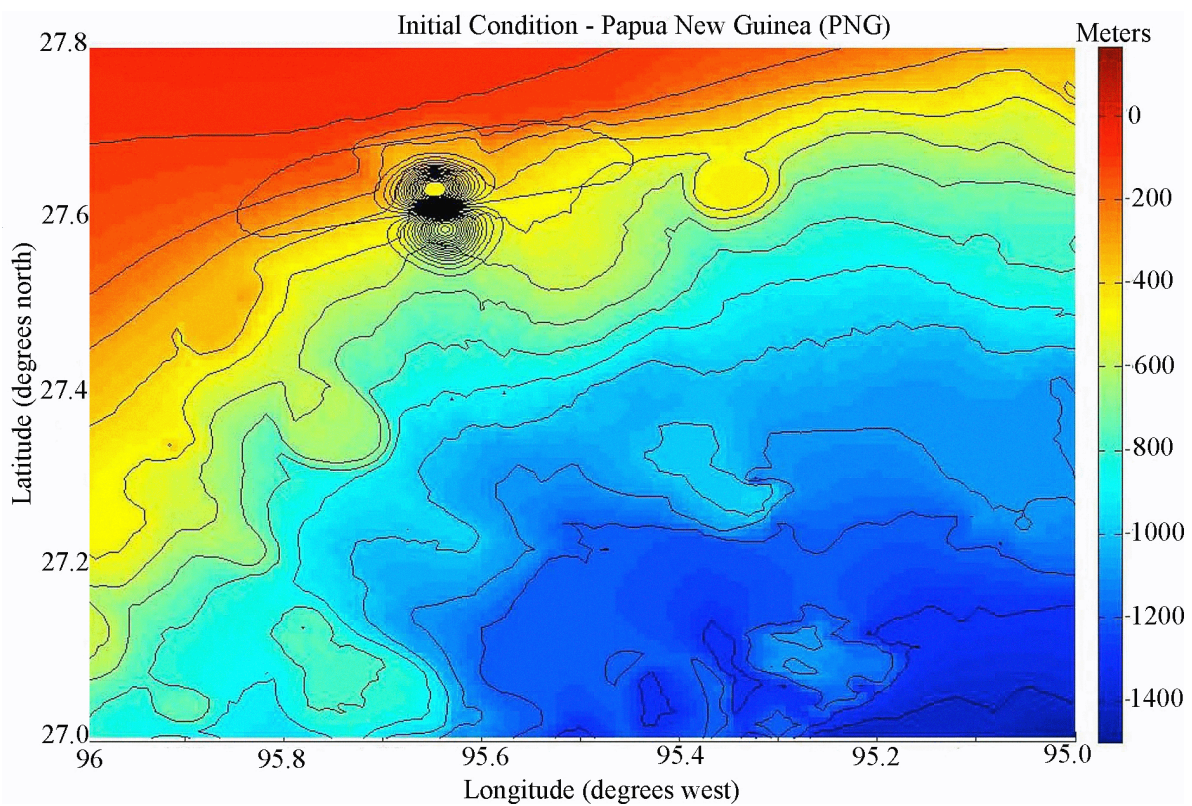 Initial Condition - Papua New Guinea (PNG)
Meters
27.8
27.6
27.4
27.2
27.0
Latitude (degrees north)
96 95.8 95.6 95.4 95.2 95.0
Longitude (degrees west)
0
-200
-400
-600
-800
-1000
-1200
-1400